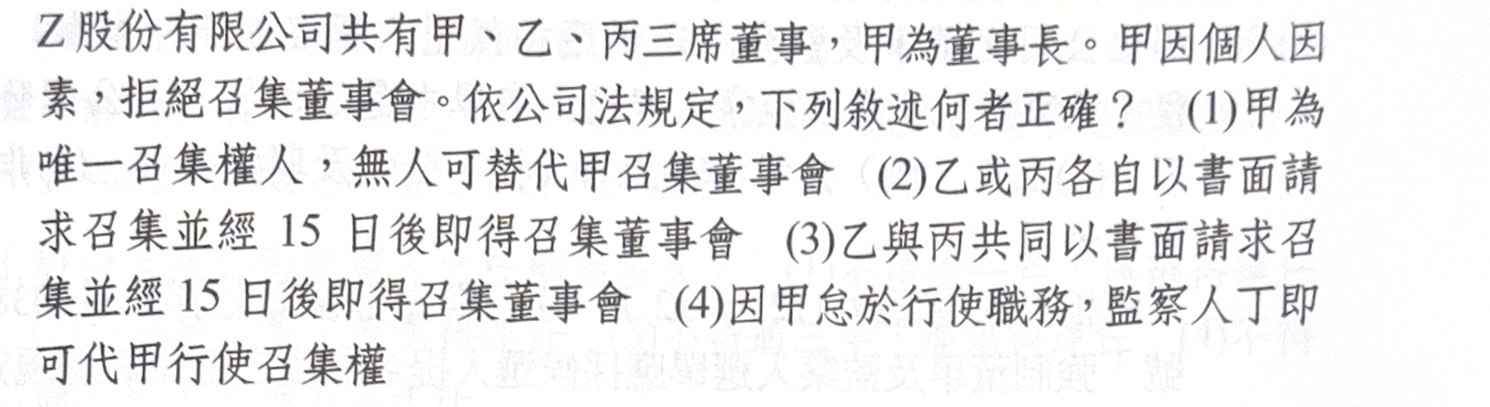 Z股份有限公司共有甲、乙、丙三席董事，甲為董事長。甲因個人因
素，拒絕召集董事會。依公司法規定，下列敘述何者正確？ (1)甲為
唯一召集權人，無人可替代甲召集董事會 (2)乙或丙各自以書面請
求召集並經 15 日後即得召集董事會 (3)乙與丙共同以書面請求召
集並經 15 日後即得召集董事會 (4)因甲怠於行使職務，監察人丁即
可代甲行使召集權